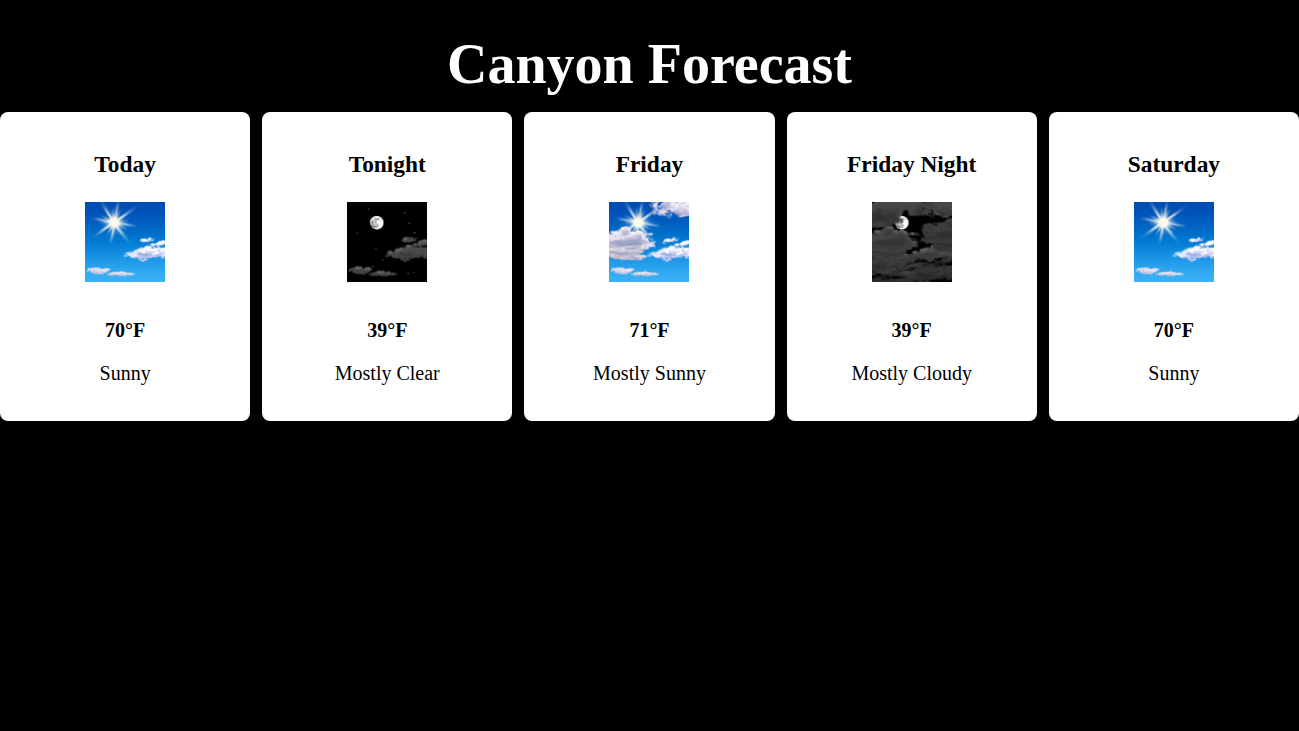 Canyon Forecast
Today
70°F
Sunny
Tonight
39°F
Mostly Clear
Friday
71°F
Mostly Sunny
Friday Night
39°F
Mostly Cloudy
Saturday
70°F
Sunny